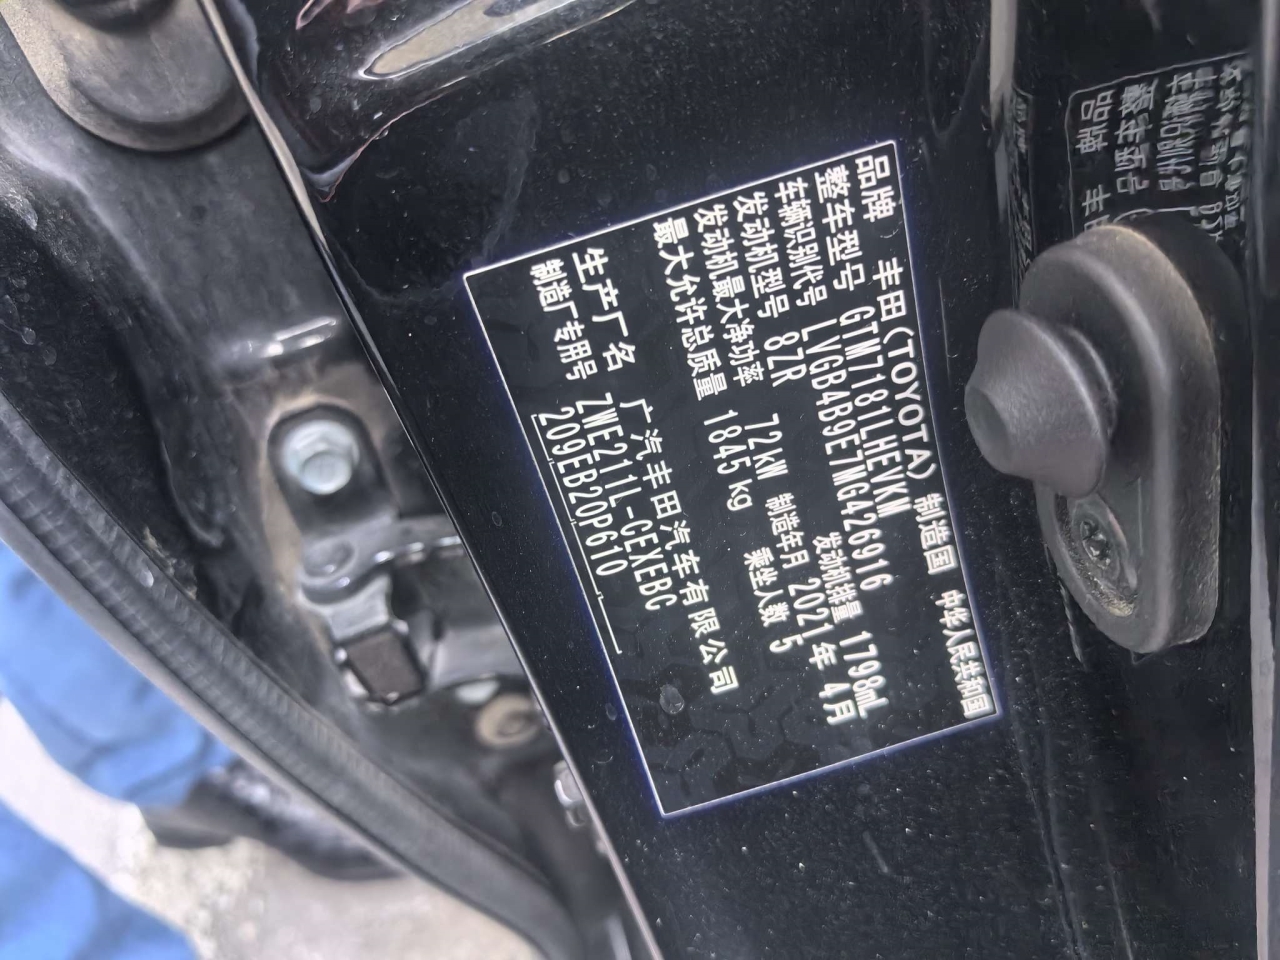 品牌 丰田(TOYOTA) 制造国 中华人民共和国
整车型号 GTM7181LHEVKW
车辆识别代号 LVGB4B9E7MG426916
发动机型号 8ZR 发动机排量 1798mL
发动机最大净功率 72kW 制造年月 2021年 4月
最大允许总质量 1845kg 乘坐人数 5
生产厂名 广汽丰田汽车有限公司
制造厂专用号 ZWE211L-CEXEBC
209EB20P610